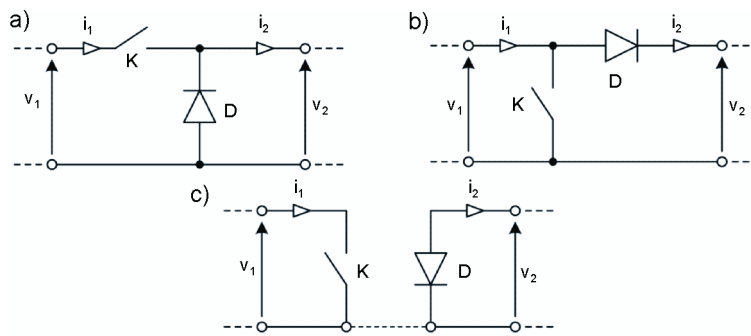 a)
i₁
K
i₂
v₁
D
v₂
b)
i₁
D
i₂
v₁
K
v₂
c)
i₁
i₂
v₁
K
D
v₂